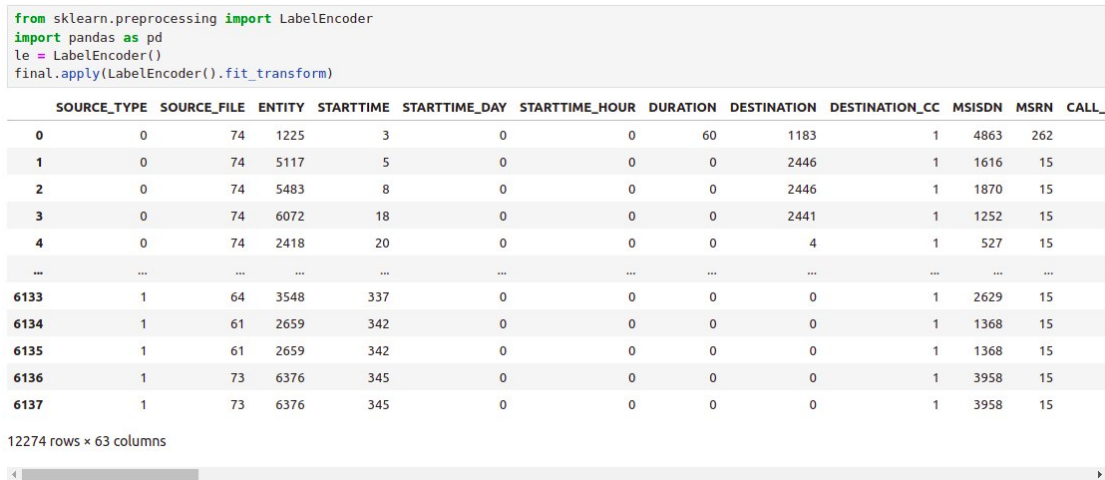 from sklearn.preprocessing import LabelEncoder
import pandas as pd
le = LabelEncoder()
final.apply(LabelEncoder().fit_transform)
SOURCE_TYPE SOURCE_FILE ENTITY STARTTIME STARTTIME_DAY STARTTIME_HOUR DURATION DESTINATION DESTINATION_CC MSISDN MSRN CALL_
0 0 74 1225 3 0 0 60 1183 1 4863 262
1 0 74 5117 5 0 0 0 2446 1 1616 15
2 0 74 5483 8 0 0 0 2446 1 1870 15
3 0 74 6072 18 0 0 0 2441 1 1252 15
4 0 74 2418 20 0 0 0 4 1 527 15
... ... ... ... ... ... ... ... ... ... ... ...
6133 1 64 3548 337 0 0 0 0 1 2629 15
6134 1 61 2659 342 0 0 0 0 1 1368 15
6135 1 61 2659 342 0 0 0 0 1 1368 15
6136 1 73 6376 345 0 0 0 0 1 3958 15
6137 1 73 6376 345 0 0 0 0 1 3958 15
12274 rows × 63 columns